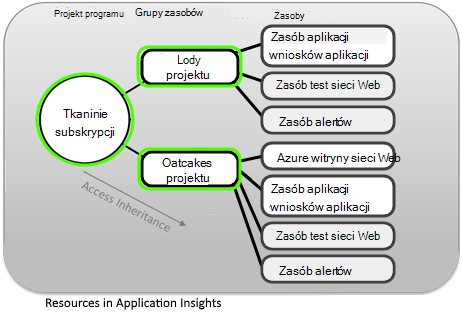 Projekt programu
Grupy zasobów
Zasoby
Tkaninie
subskrypcji
Lody
projektu
Zasób aplikacji
wniosków aplikacji
Zasób test sieci Web
Zasób alertów
Oatcakes
projektu
Azure witryny sieci Web
Zasób aplikacji
wniosków aplikacji
Zasób test sieci Web
Zasób alertów
Access Inheritance
Resources in Application Insights